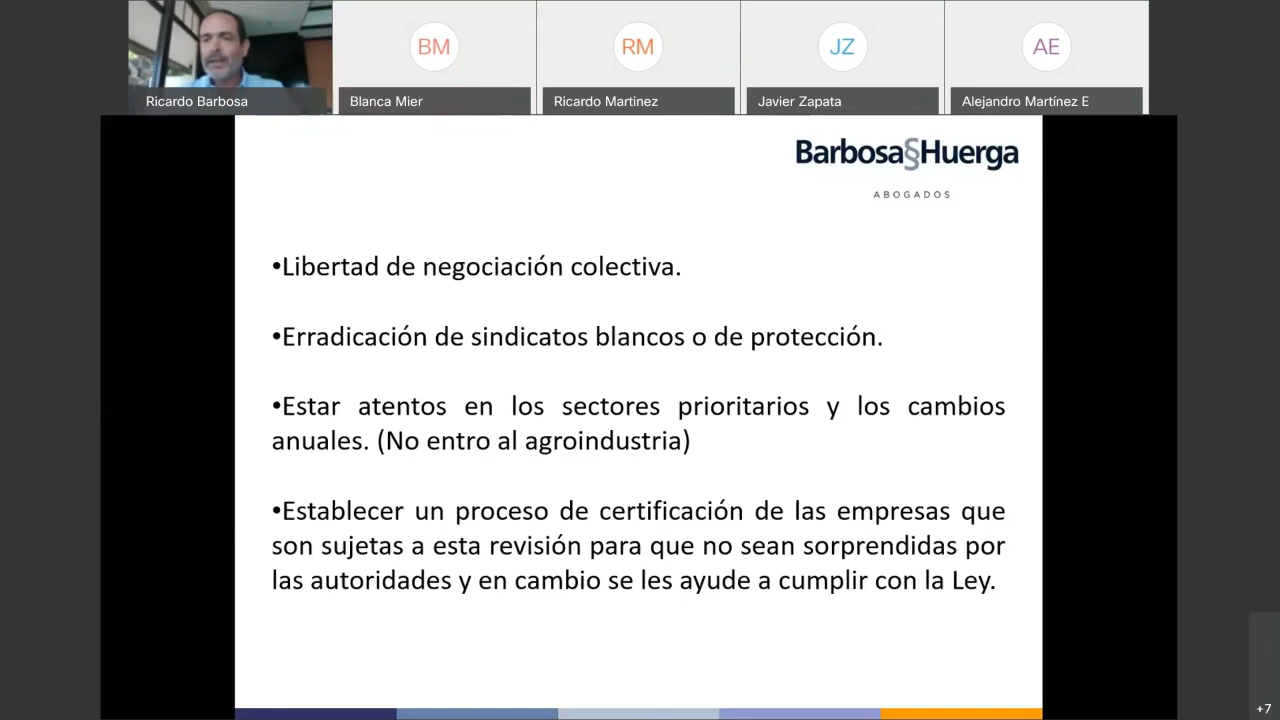 BM
RM
JZ
AE
Ricardo Barbosa
Blanca Mier
Ricardo Martinez
Javier Zapata
Alejandro Martínez E
Barbosa§Huerga
ABOGADOS
•Libertad de negociación colectiva.
•Erradicación de sindicatos blancos o de protección.
•Estar atentos en los sectores prioritarios y los cambios
anuales. (No entro al agroindustria)
•Establecer un proceso de certificación de las empresas que
son sujetas a esta revisión para que no sean sorprendidas por
las autoridades y en cambio se les ayude a cumplir con la Ley.
+7